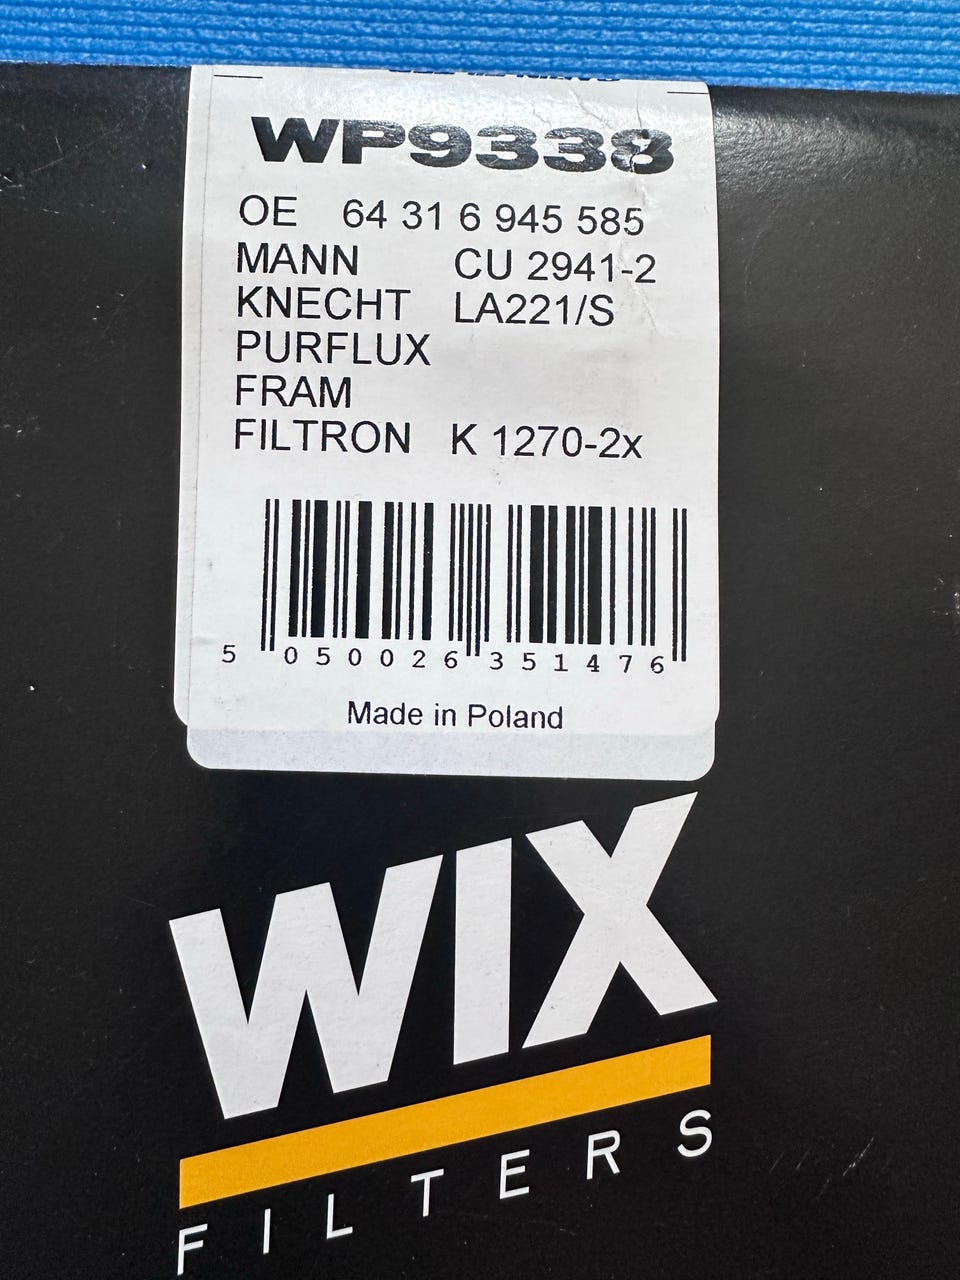 WP9338
OE 64 31 6 945 585
MANN CU 2941-2
KNECHT LA221/S
PURFLUX
FRAM
FILTRON K 1270-2x
5 050026 351476
Made in Poland
WIX
FILTERS